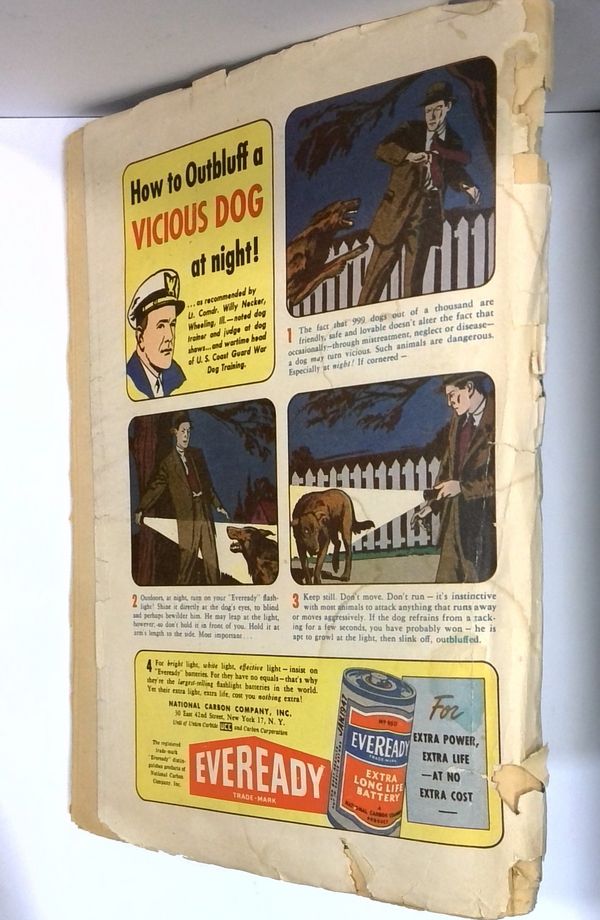 How to Outbluff a
VICIOUS DOG
at night!
...as recommended by
Lt. Comdr. Willy Necker,
Wheeling, Ill.—noted dog
trainer and judge at dog
shows...and wartime head
of U. S. Coast Guard War
Dog Training.
1 The fact that 999 dogs out of a thousand are
friendly, safe and lovable doesn't alter the fact that
occasionally—through mistreatment, neglect or disease—
a dog may turn vicious. Such animals are dangerous.
Especially at night! If cornered —
2 Outdoors, at night, turn on your "Eveready" flash-
light! Shine it directly at the dog's eyes, to blind
and perhaps bewilder him. He may leap at the light,
however, so don't hold it in front of you. Hold it at
arm's length to the side. Most important...
3 Keep still. Don't move. Don't run — it's instinctive
with most animals to attack anything that runs away
or moves aggressively. If the dog refrains from attack-
ing for a few seconds, you have probably won — he is
apt to growl at the light, then slink off, outbluffed.
4 For bright light, white light, effective light — insist on
"Eveready" batteries. For they have no equals—that's why
they're the largest-selling flashlight batteries in the world.
Yet their extra light, extra life, cost you nothing extra!
NATIONAL CARBON COMPANY, INC.
30 East 42nd Street, New York 17, N. Y.
Unit of Union Carbide UCC and Carbon Corporation
The registered
trade-mark
"Eveready" distin-
guishes products of
National Carbon
Company, Inc.
EVEREADY
TRADE-MARK
No 950
EVEREADY
TRADE-MARK
EXTRA
LONG LIFE
BATTERY
A
NATIONAL CARBON COMPANY
PRODUCT
For
EXTRA POWER,
EXTRA LIFE
—AT NO
EXTRA COST